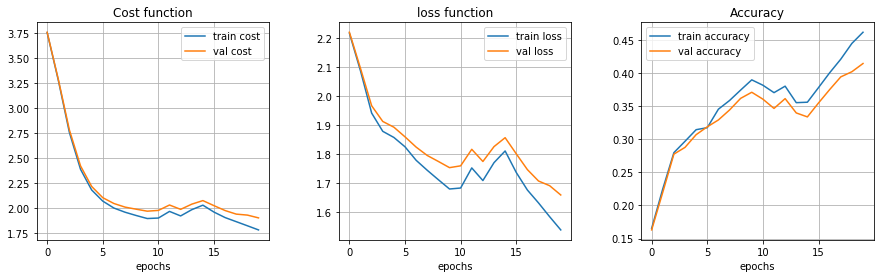 Cost function
3.75
3.50
3.25
3.00
2.75
2.50
2.25
2.00
1.75
train cost
val cost
0
5
10
15
epochs
loss function
2.2
2.1
2.0
1.9
1.8
1.7
1.6
train loss
val loss
0
5
10
15
epochs
Accuracy
0.45
0.40
0.35
0.30
0.25
0.20
0.15
train accuracy
val accuracy
0
5
10
15
epochs